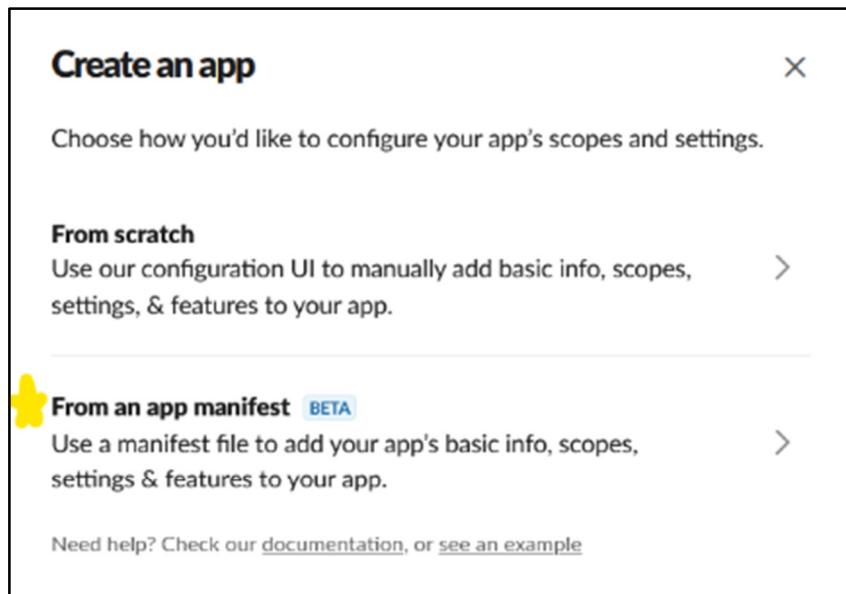 Create an app
Choose how you'd like to configure your app's scopes and settings.
From scratch
Use our configuration UI to manually add basic info, scopes,
settings, & features to your app.
From an app manifest BETA
Use a manifest file to add your app's basic info, scopes,
settings & features to your app.
Need help? Check our documentation, or see an example